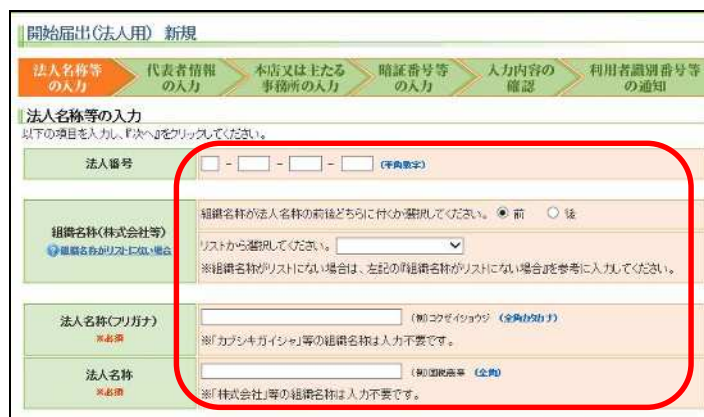 開始届出(法人用) 新規
法人名称等の入力
代表者情報の入力
本店又は主たる事務所の入力
暗証番号等の入力
入力内容の確認
利用者識別番号等の通知
法人名称等の入力
以下の項目を入力し、『次へ』をクリックしてください。
法人番号 - - - (半角数字)
組織名称が法人名称の前後どちらに付くか選択してください。 前 後
組織名称(株式会社等)
組織名称がリストにない場合
リストから選択してください。
※組織名称がリストにない場合は、左記の『組織名称がリストにない場合』を参考に入力してください。
法人名称(フリガナ) (例)コクゼイショウジ (全角カタカナ)
※必須 ※「カブシキガイシャ」等の組織名称は入力不要です。
法人名称 (例)国税商事 (全角)
※必須 ※「株式会社」等の組織名称は入力不要です。